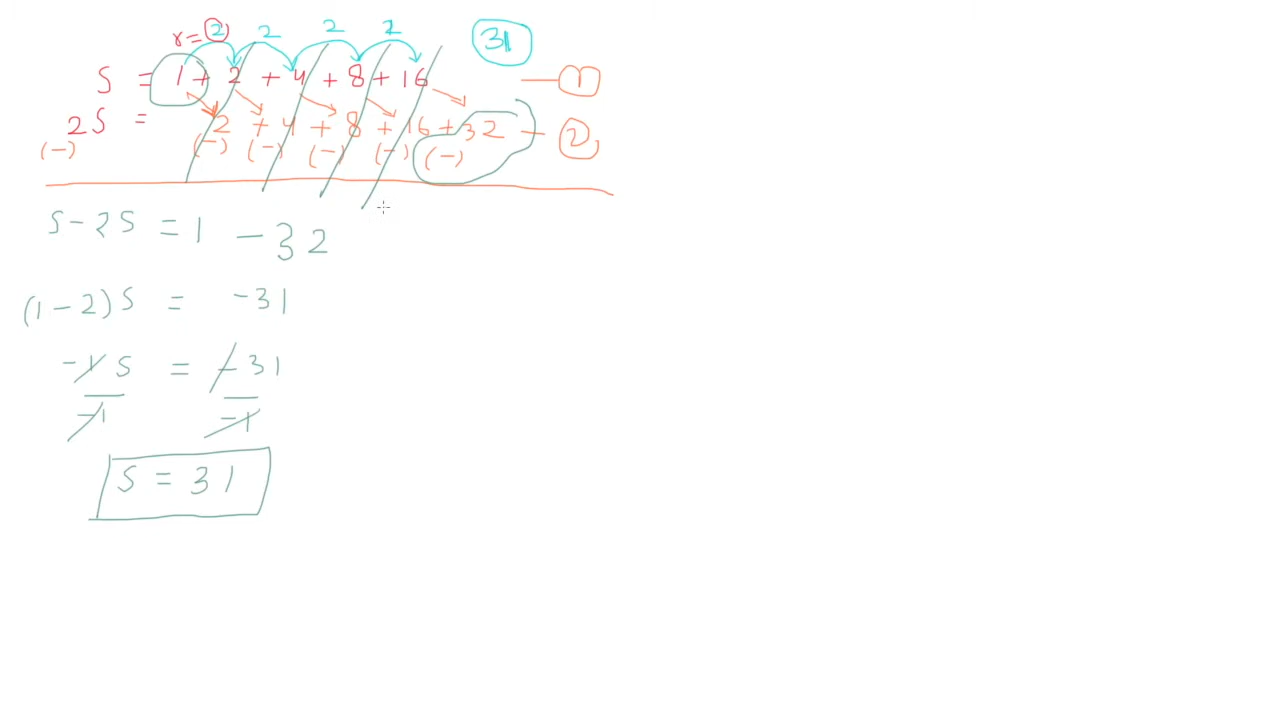 r = 2 2 2 2 31
S = 1 + 2 + 4 + 8 + 16 — 1
2S = 2 + 4 + 8 + 16 + 32 — 2
(-) (-) (-) (-) (-) (-)
S - 2S = 1 - 32
(1 - 2) S = -31
-1 S = -31
-1 -1
S = 31